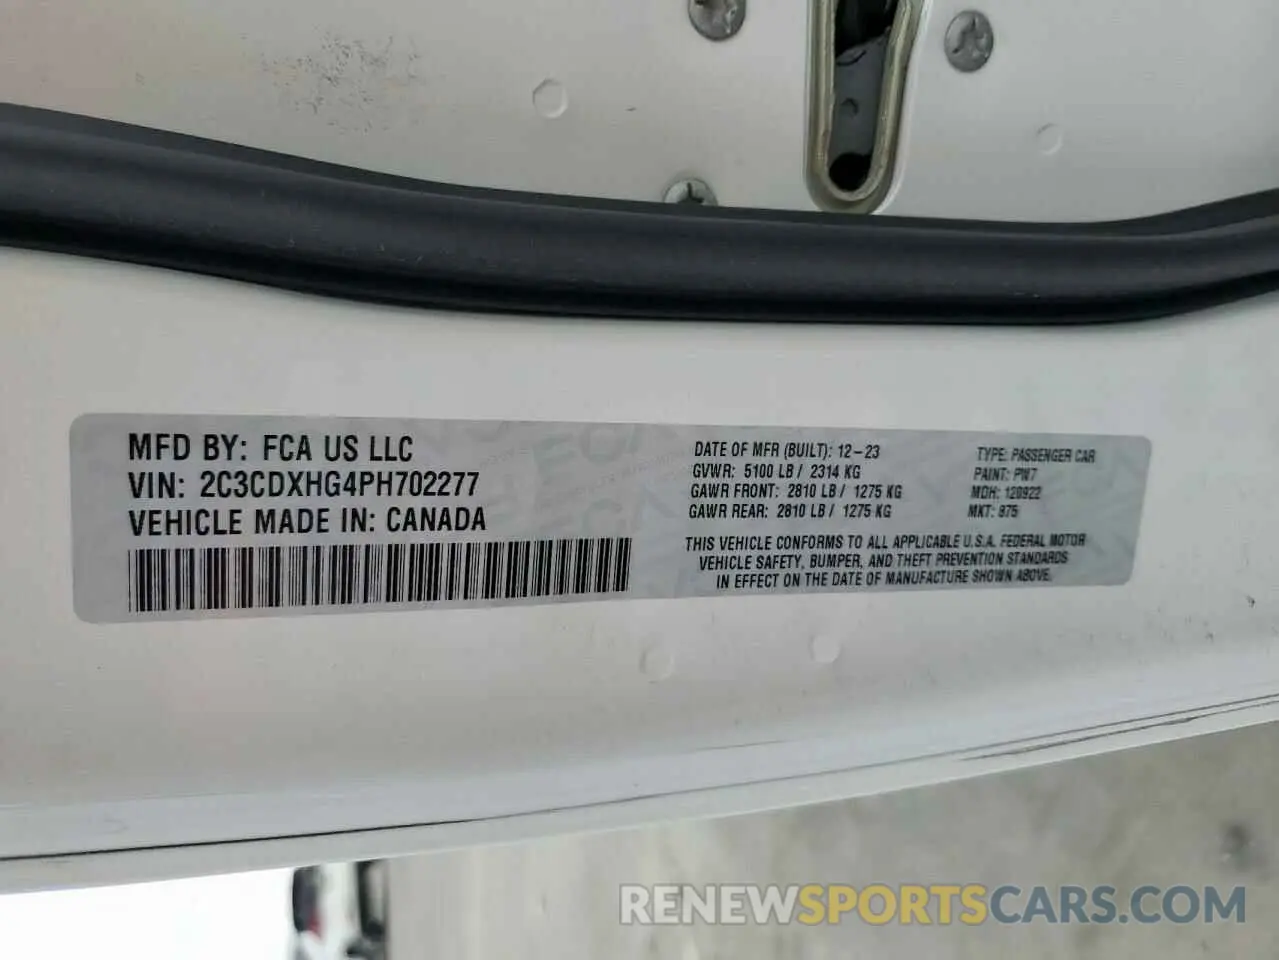 MFD BY: FCA US LLC
VIN: 2C3CDXHG4PH702277
VEHICLE MADE IN: CANADA
DATE OF MFR (BUILT): 12-23
GVWR: 5100 LB / 2314 KG
GAWR FRONT: 2810 LB / 1275 KG
GAWR REAR: 2810 LB / 1275 KG
TYPE: PASSENGER CAR
PAINT: PW7
MDH: 120922
MKT: 875
THIS VEHICLE CONFORMS TO ALL APPLICABLE U.S.A. FEDERAL MOTOR
VEHICLE SAFETY, BUMPER, AND THEFT PREVENTION STANDARDS
IN EFFECT ON THE DATE OF MANUFACTURE SHOWN ABOVE.
RENEWSPORTSCARS.COM